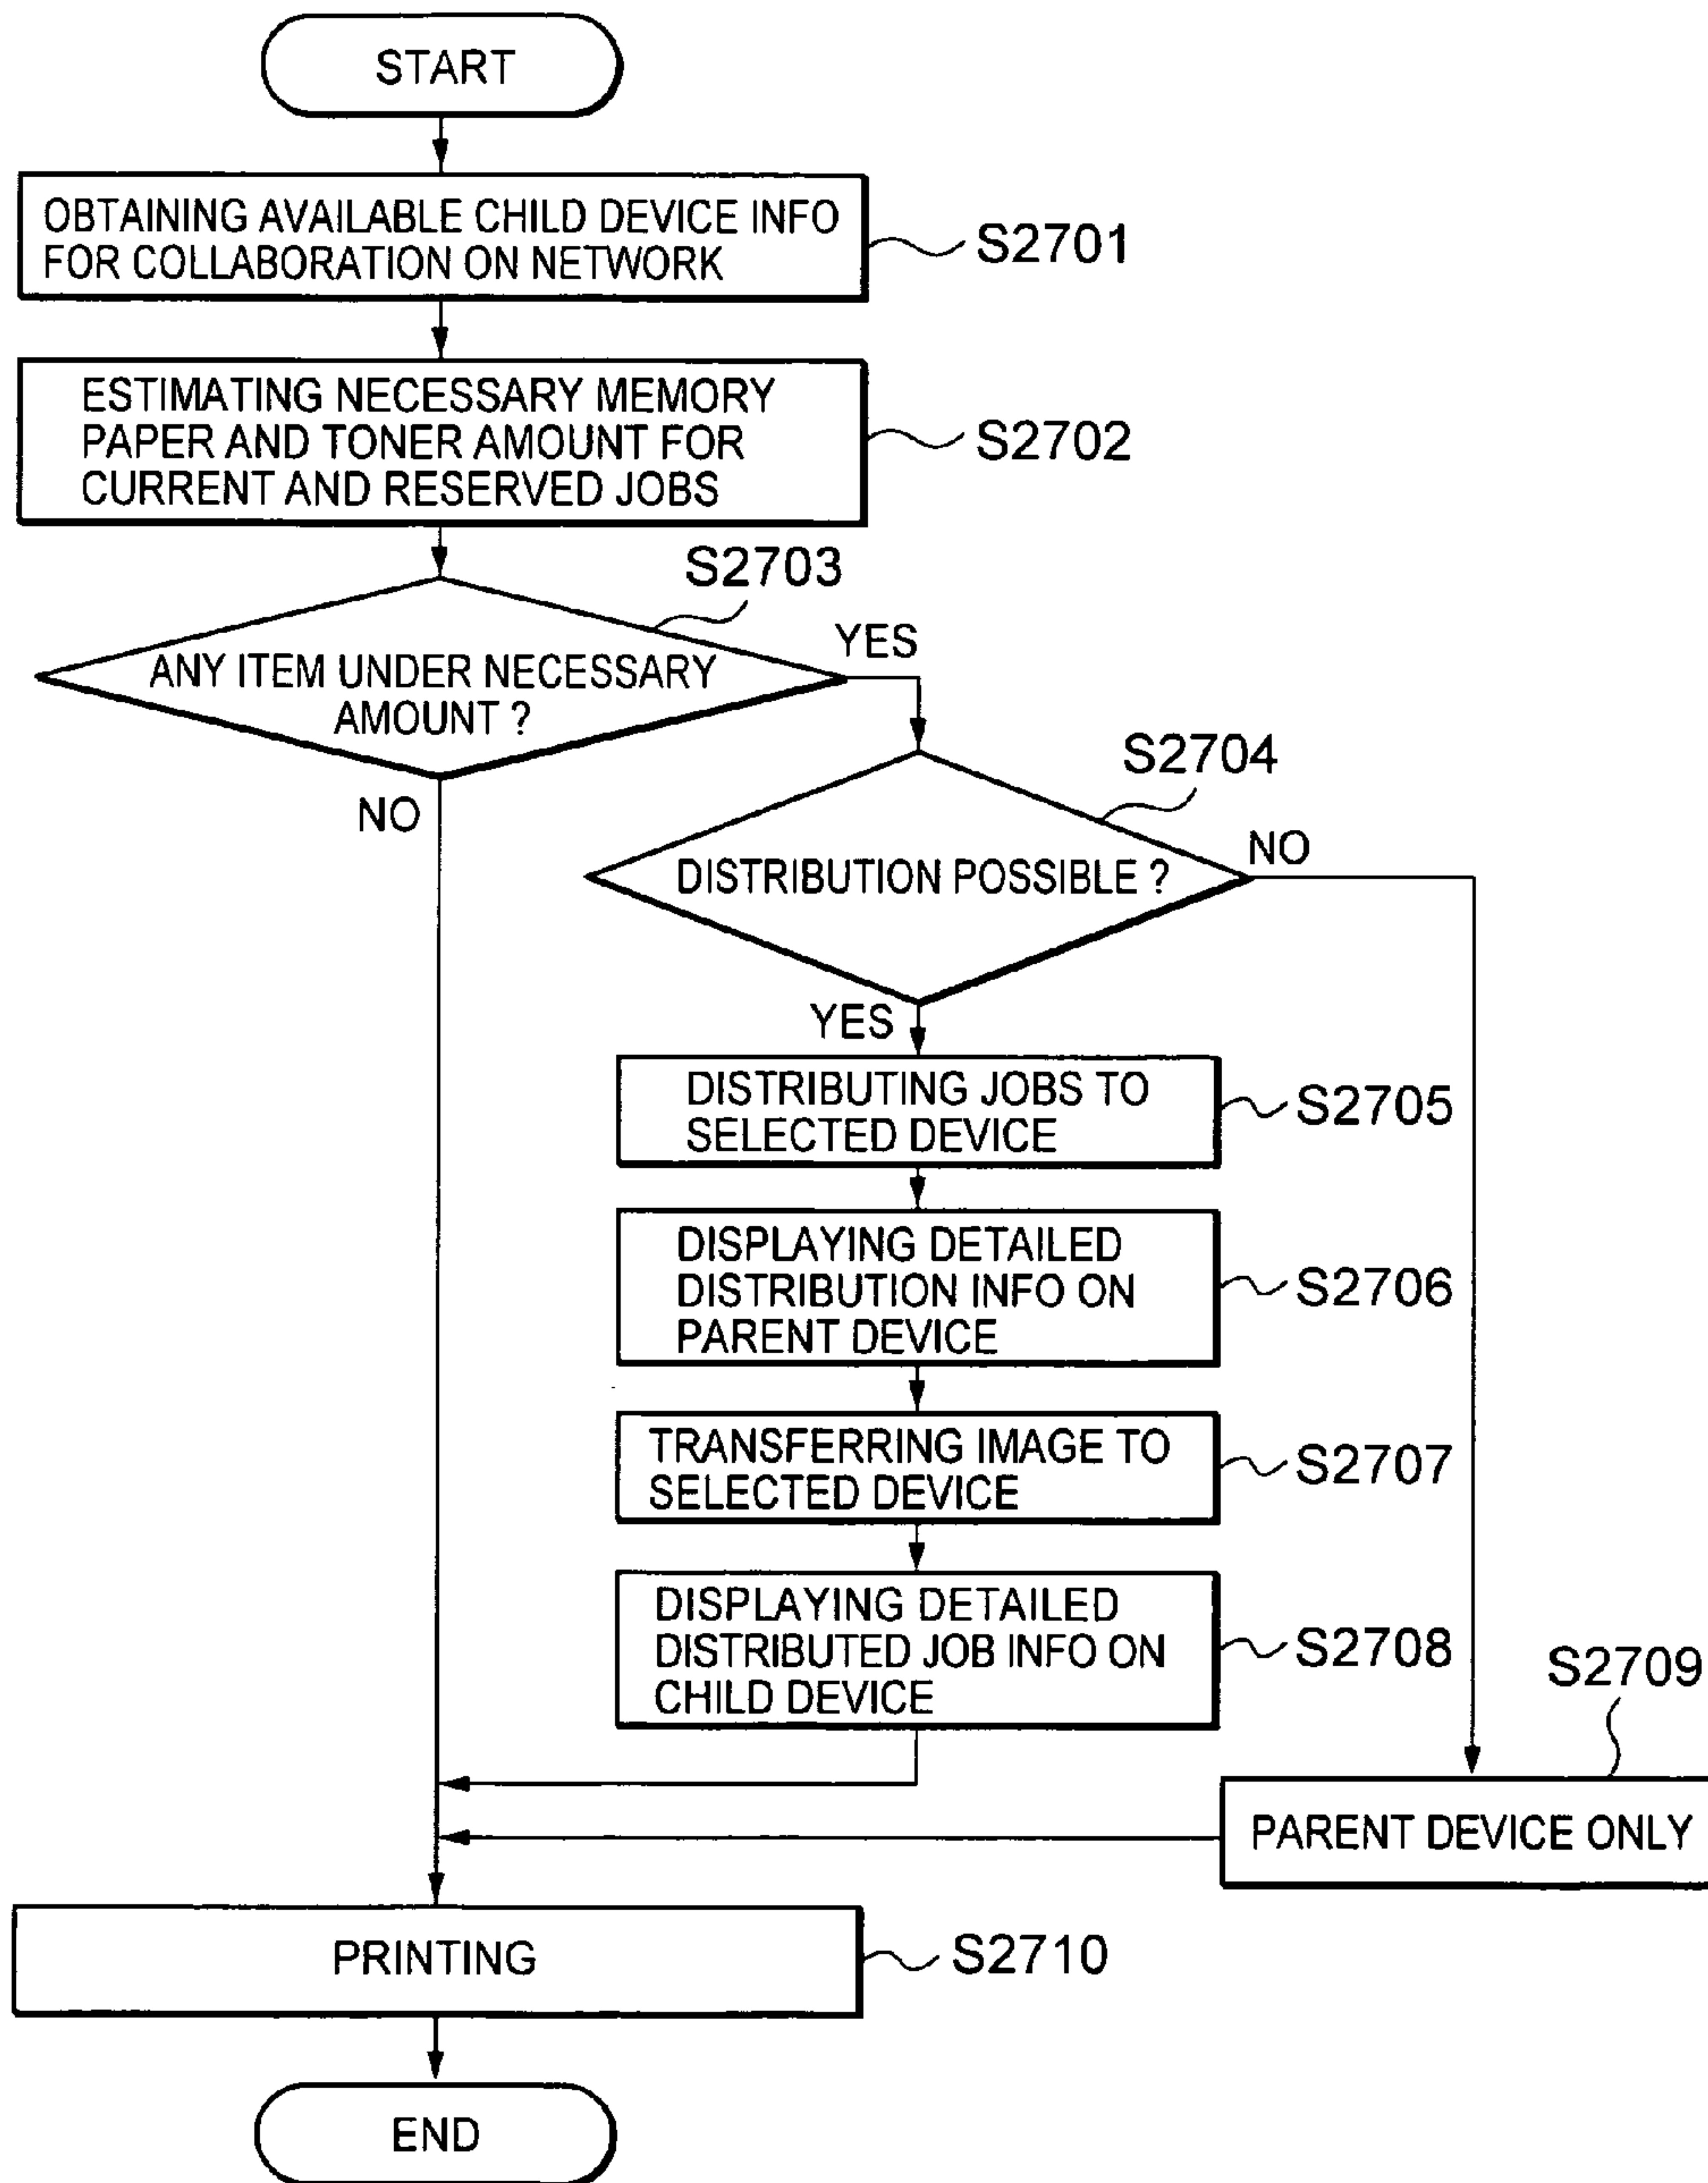 START
OBTAINING AVAILABLE CHILD DEVICE INFO
FOR COLLABORATION ON NETWORK
S2701
ESTIMATING NECESSARY MEMORY
PAPER AND TONER AMOUNT FOR
CURRENT AND RESERVED JOBS
S2702
S2703
ANY ITEM UNDER NECESSARY
AMOUNT ?
YES
NO
S2704
DISTRIBUTION POSSIBLE ?
NO
YES
DISTRIBUTING JOBS TO
SELECTED DEVICE
S2705
DISPLAYING DETAILED
DISTRIBUTION INFO ON
PARENT DEVICE
S2706
TRANSFERRING IMAGE TO
SELECTED DEVICE
S2707
DISPLAYING DETAILED
DISTRIBUTED JOB INFO ON
CHILD DEVICE
S2708
S2709
PARENT DEVICE ONLY
PRINTING
S2710
END